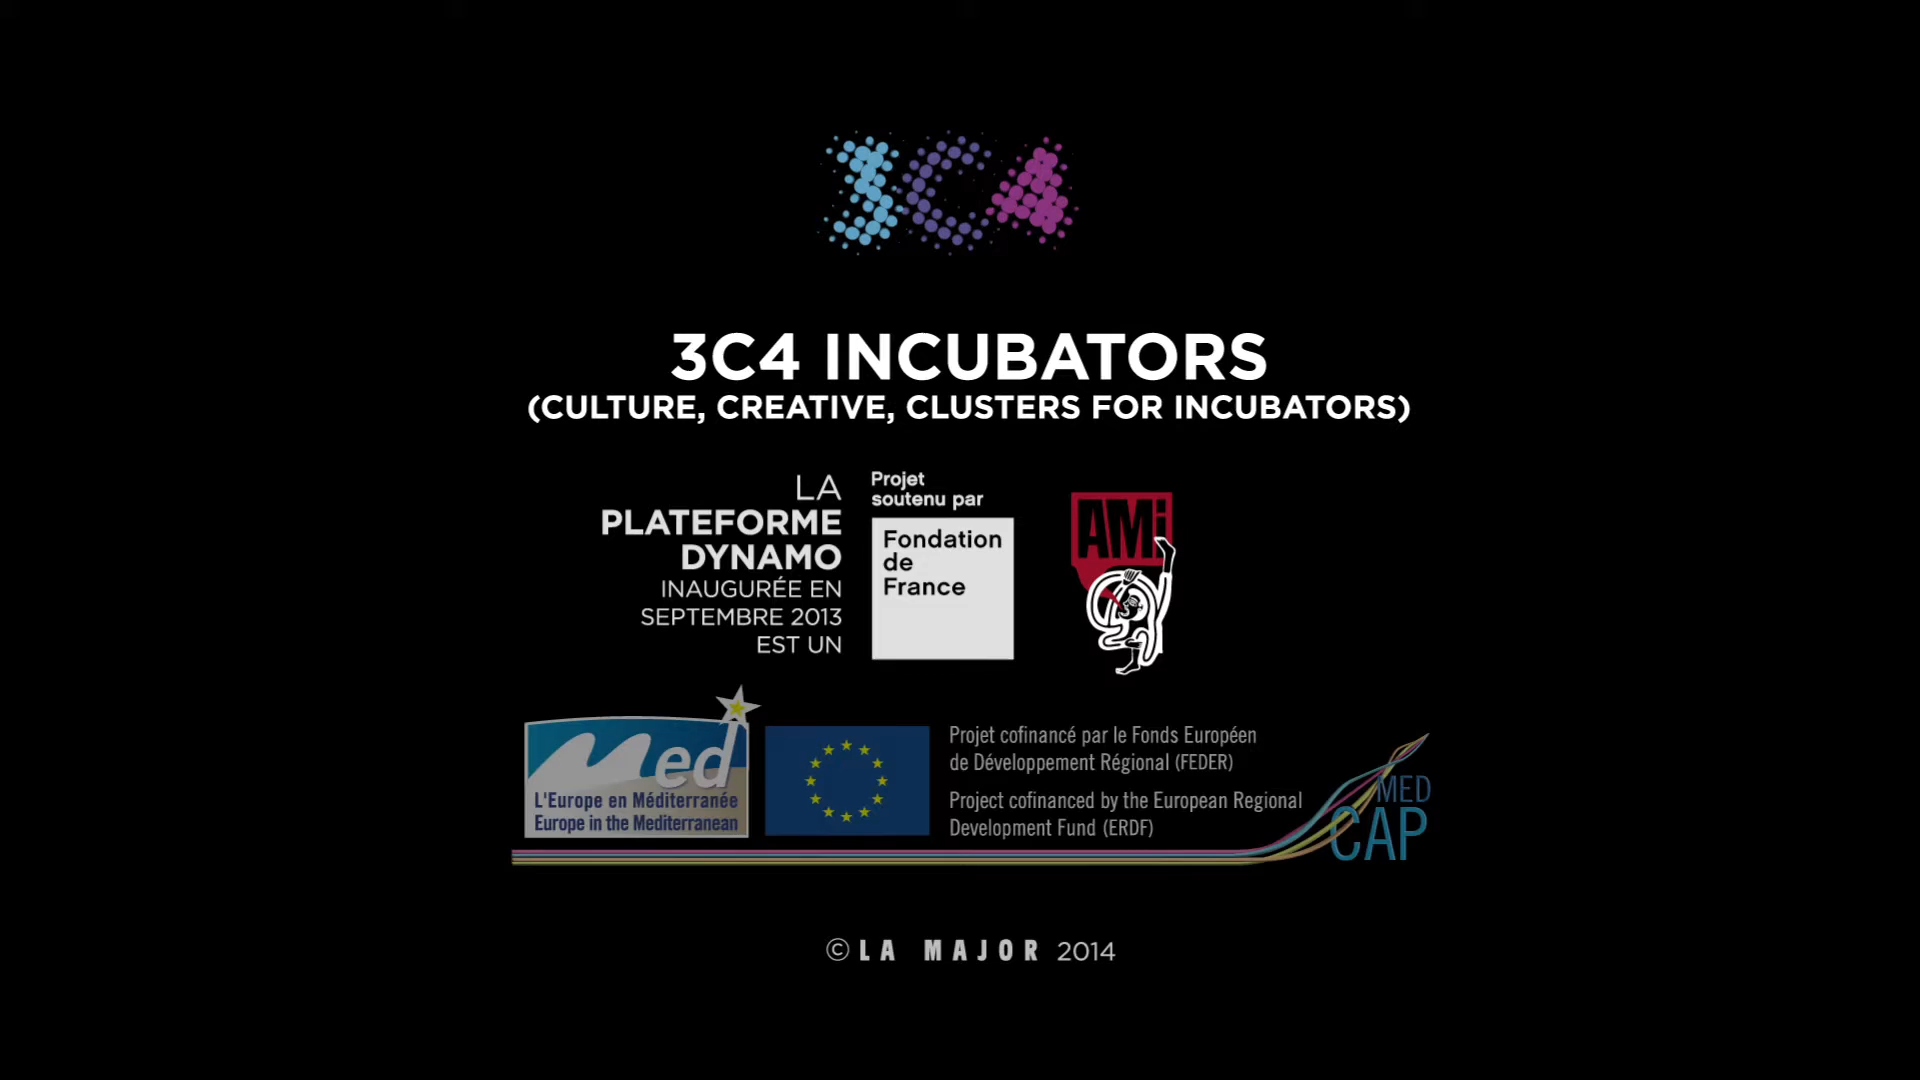 3C4
3C4 INCUBATORS
(CULTURE, CREATIVE, CLUSTERS FOR INCUBATORS)
LA
PLATEFORME
DYNAMO
INAUGURÉE EN
SEPTEMBRE 2013
EST UN
Projet
soutenu par
Fondation
de
France
AMi
Med
L'Europe en Méditerranée
Europe in the Mediterranean
Projet cofinancé par le Fonds Européen
de Développement Régional (FEDER)
Project cofinanced by the European Regional
Development Fund (ERDF)
MED
CAP
© LA MAJOR 2014